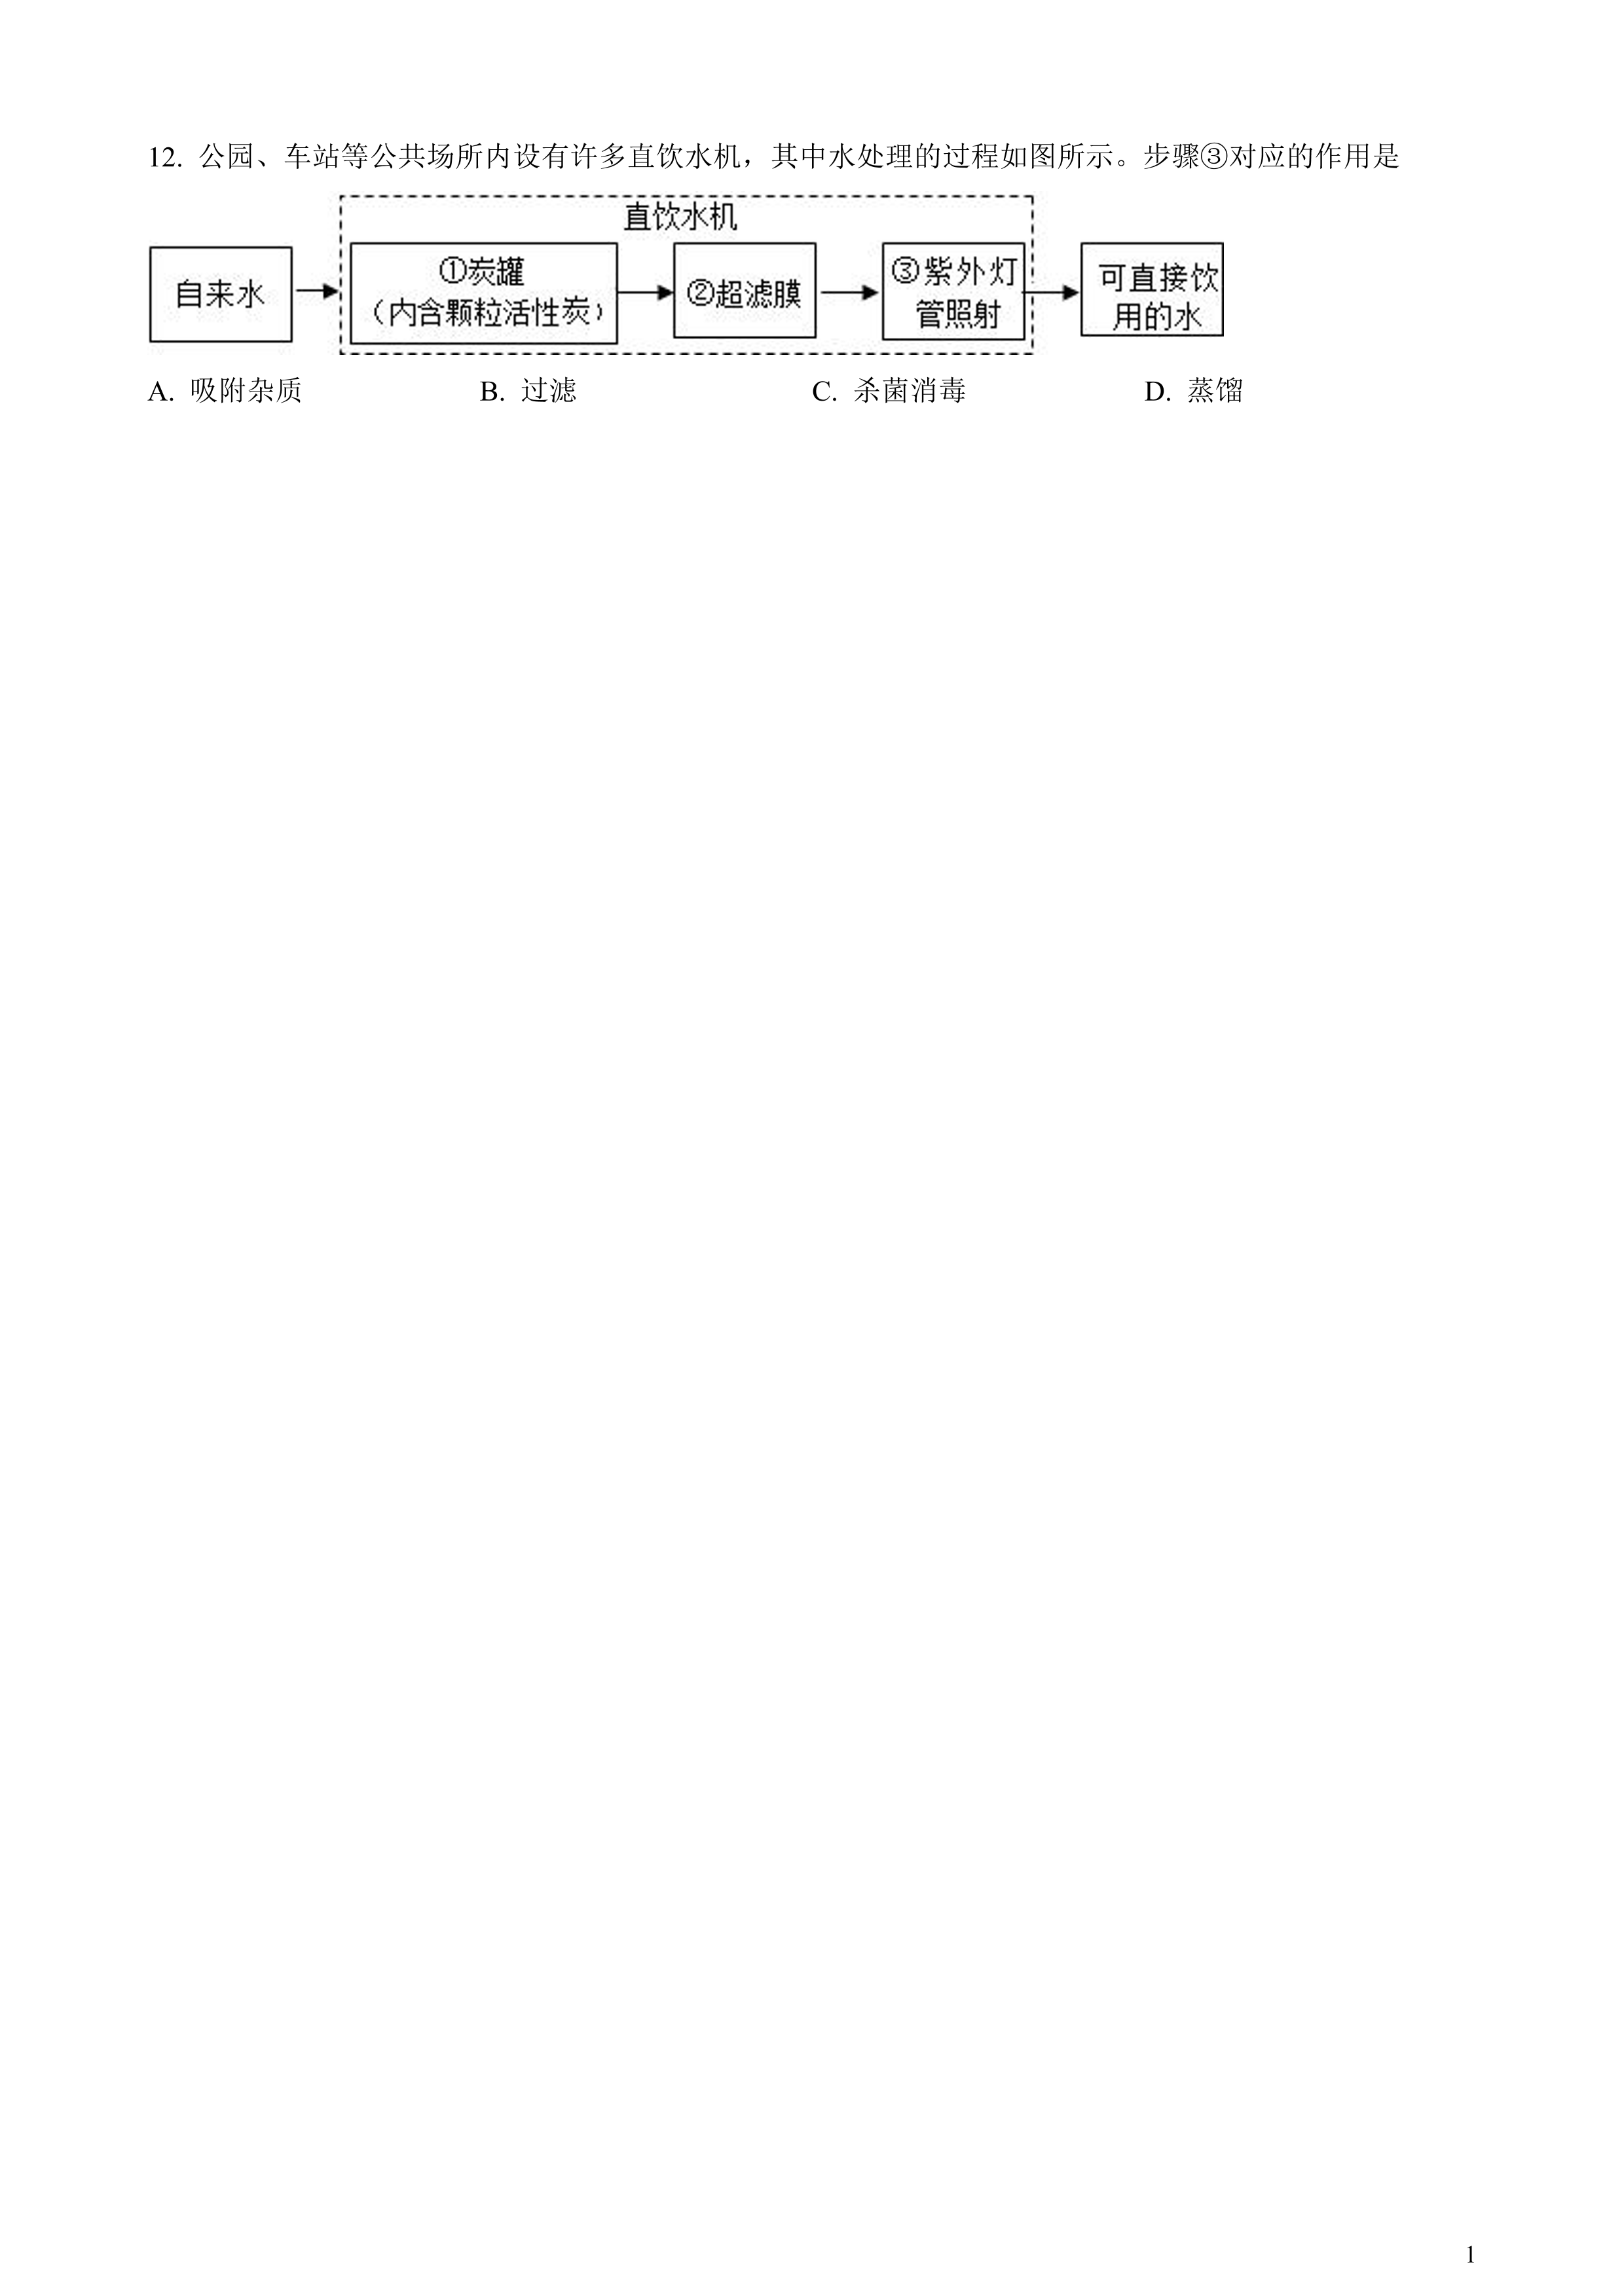 12. 公园、车站等公共场所内设有许多直饮水机，其中水处理的过程如图所示。步骤③对应的作用是
直饮水机
自来水
①炭罐
（内含颗粒活性炭）
②超滤膜
③紫外灯
管照射
可直接饮
用的水
A. 吸附杂质 B. 过滤 C. 杀菌消毒 D. 蒸馏
1